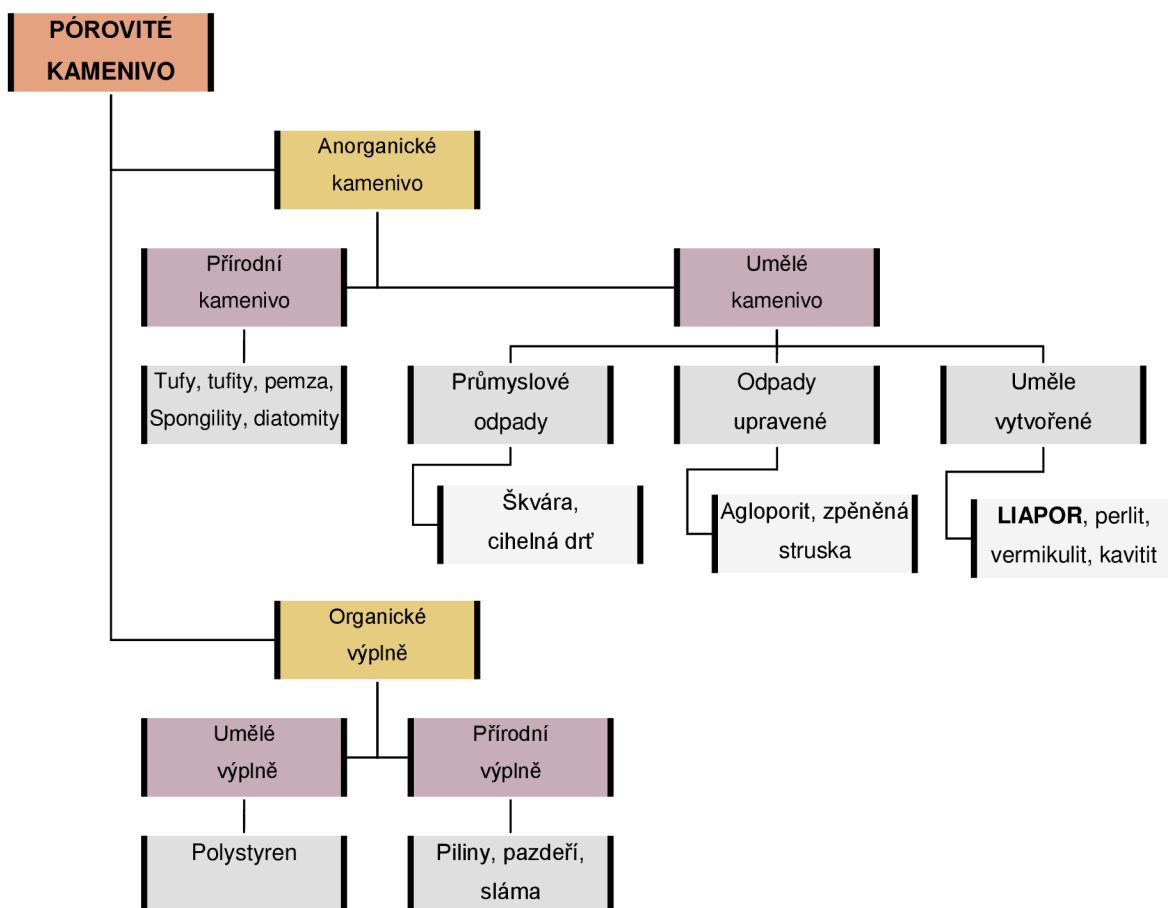 PÓROVITÉ
KAMENIVO
Anorganické
kamenivo
Přírodní
kamenivo
Umělé
kamenivo
Tufy, tufity, pemza,
Spongility, diatomity
Průmyslové
odpady
Odpady
upravené
Uměle
vytvořené
Škvára,
cihelná drť
Agloporit, zpěněná
struska
LIAPOR, perlit,
vermikulit, kavitit
Organické
výplně
Umělé
výplně
Přírodní
výplně
Polystyren
Piliny, pazdeří,
sláma